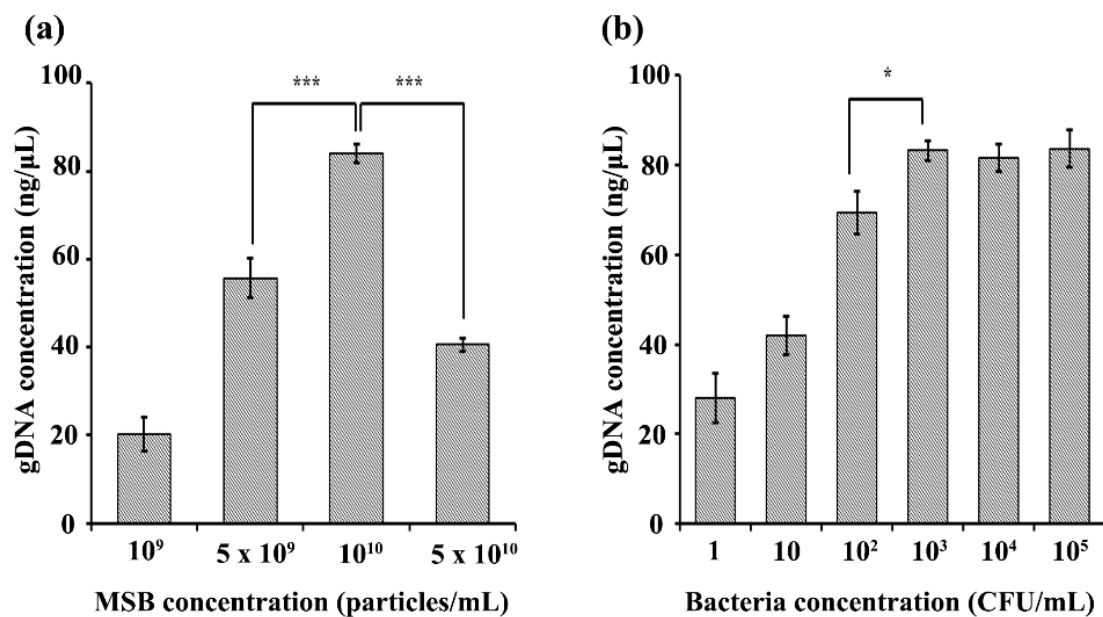 (a)
gDNA concentration (ng/µL)
100
80
60
40
20
0
***
***
10⁹
5 x 10⁹
10¹⁰
5 x 10¹⁰
MSB concentration (particles/mL)
(b)
gDNA concentration (ng/µL)
100
80
60
40
20
0
*
1
10
10²
10³
10⁴
10⁵
Bacteria concentration (CFU/mL)